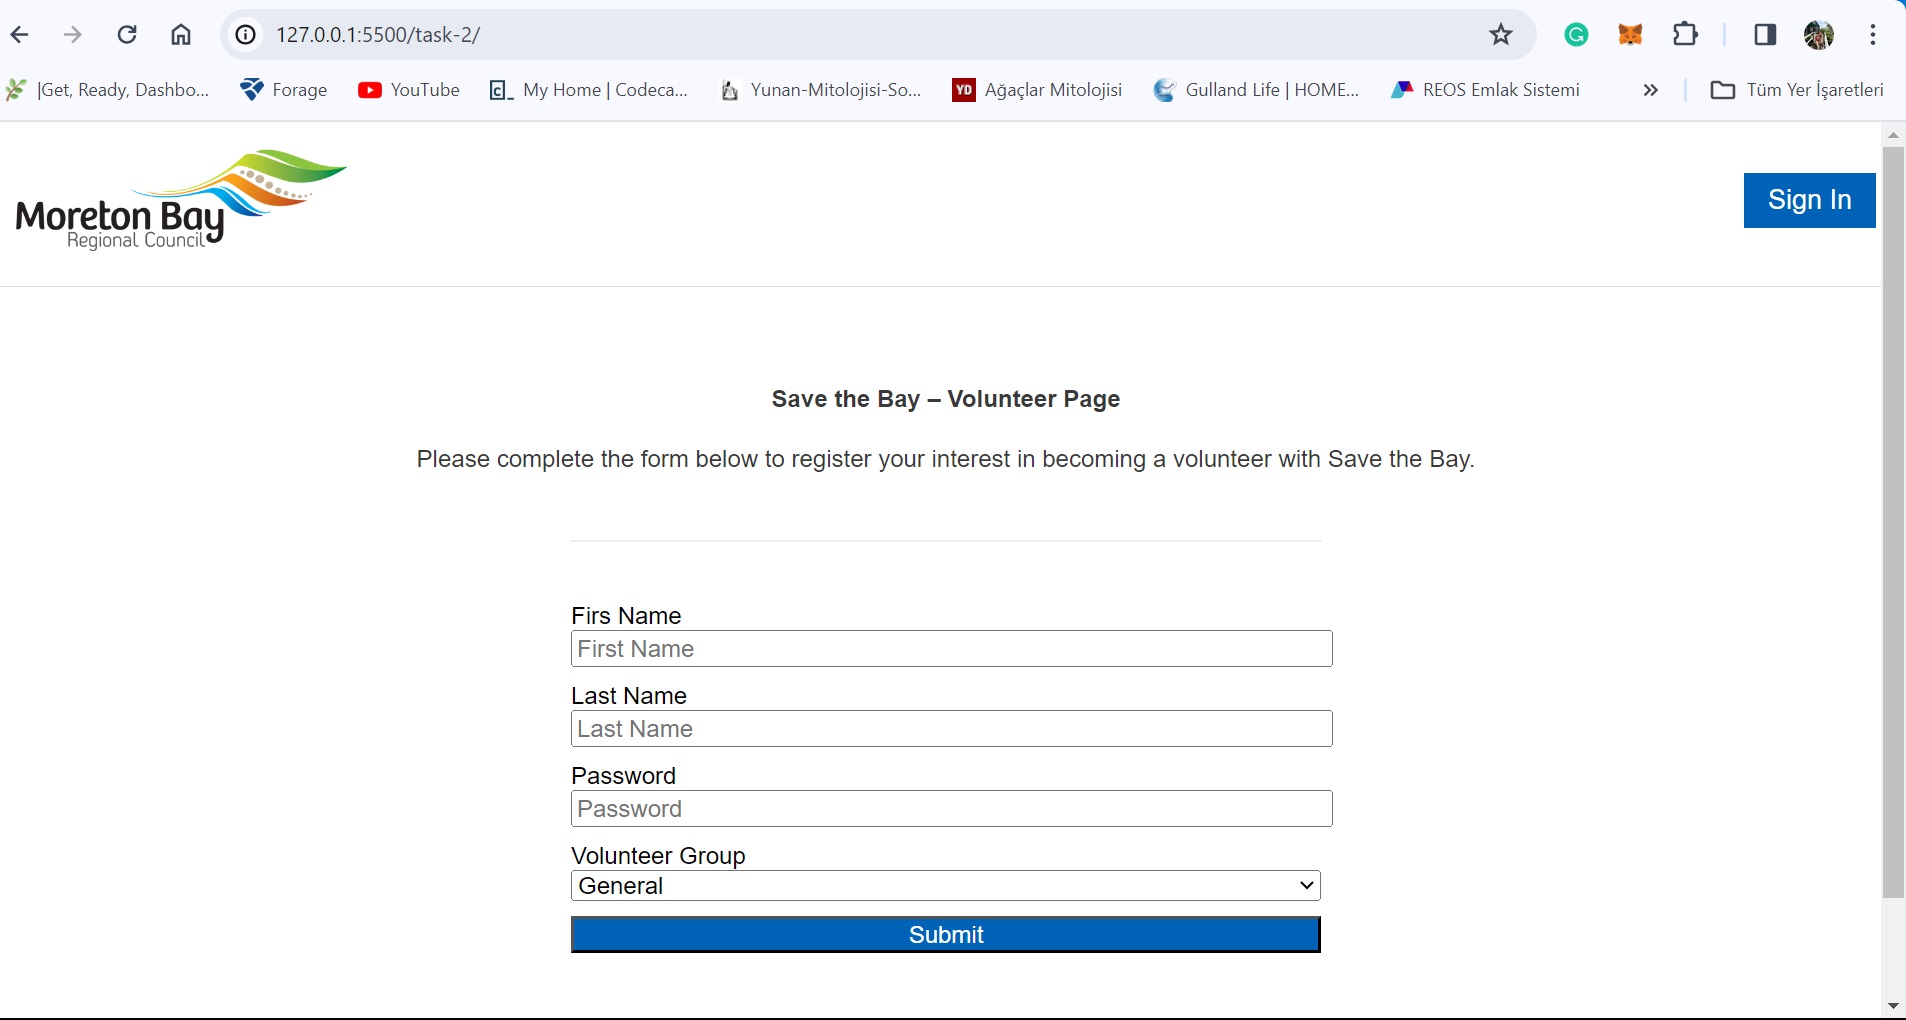 127.0.0.1:5500/task-2/
|Get, Ready, Dashbo... Forage YouTube My Home | Codeca... Yunan-Mitolojisi-So... YD Ağaçlar Mitolojisi Gulland Life | HOME... REOS Emlak Sistemi » Tüm Yer İşaretleri
Moreton Bay
Regional Council
Sign In
Save the Bay – Volunteer Page
Please complete the form below to register your interest in becoming a volunteer with Save the Bay.
Firs Name
First Name
Last Name
Last Name
Password
Password
Volunteer Group
General
Submit